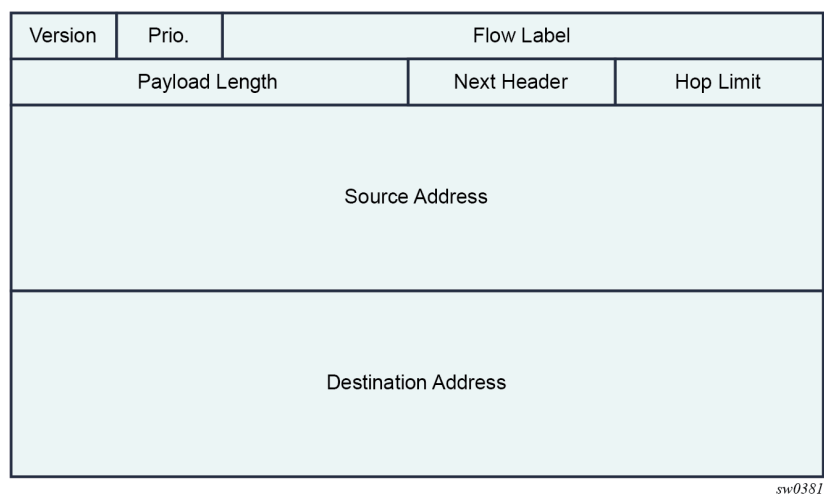 Version Prio. Flow Label
Payload Length Next Header Hop Limit
Source Address
Destination Address
sw0381